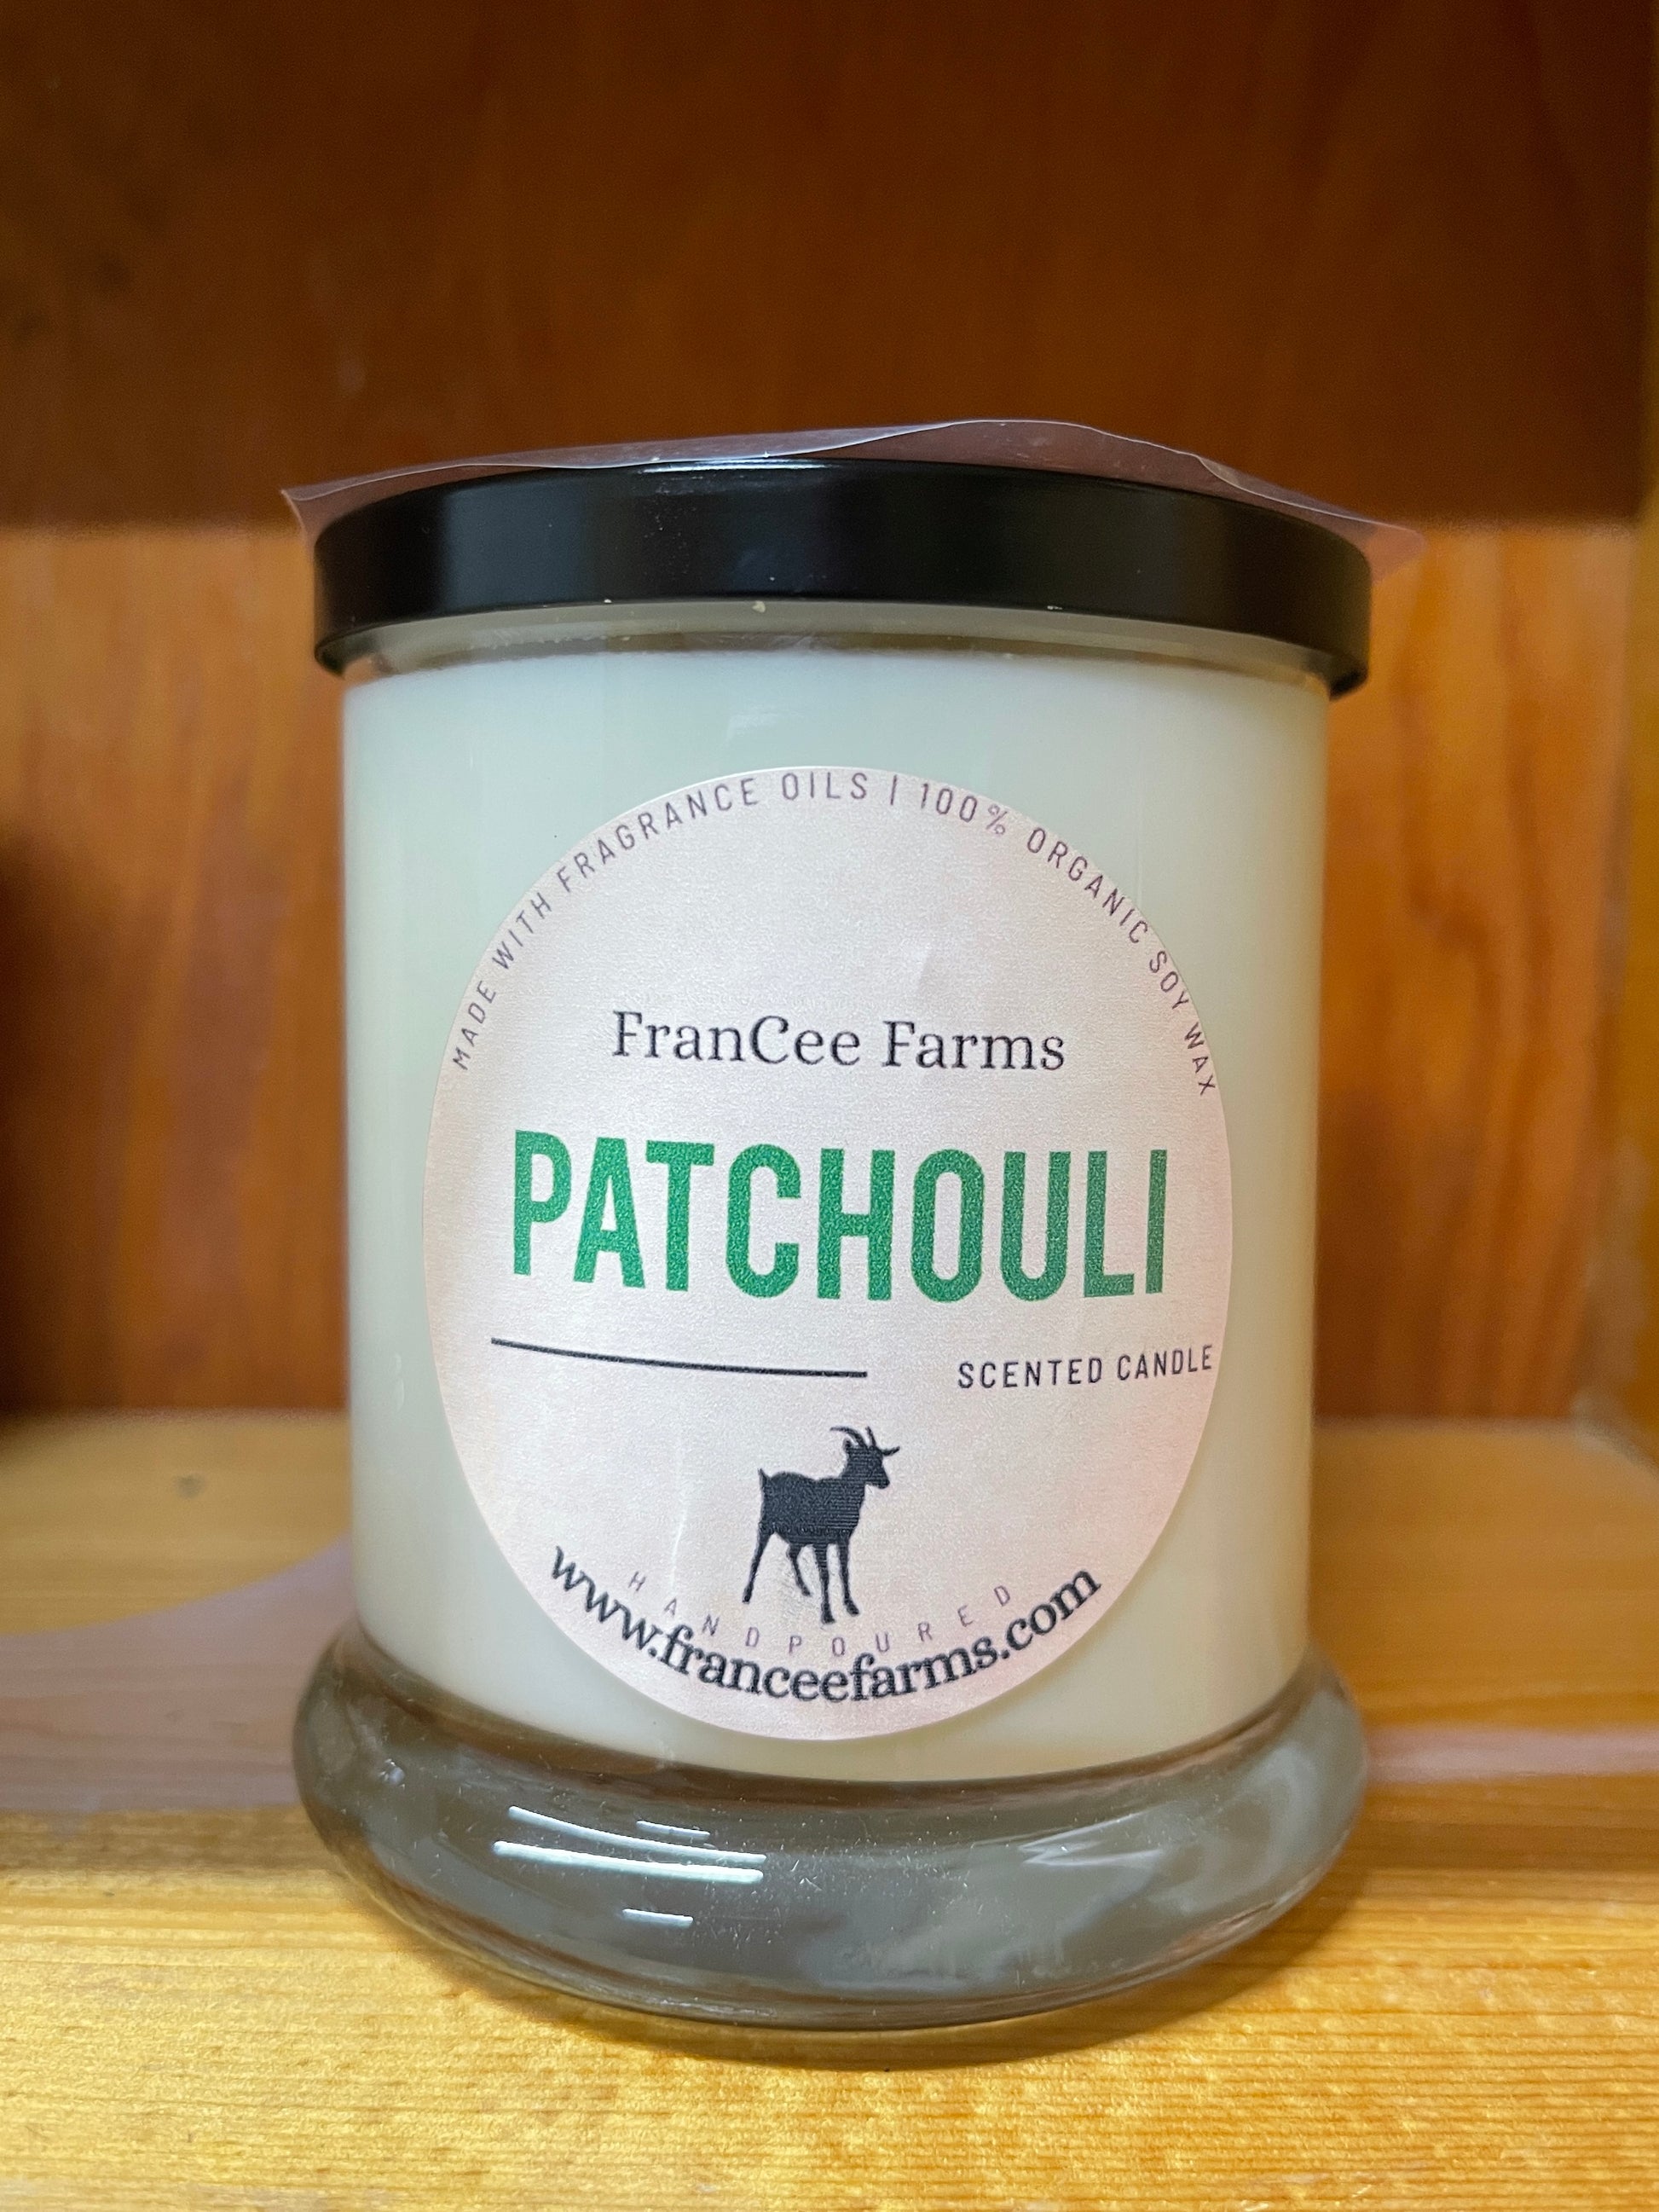 MADE WITH FRAGRANCE OILS | 100% ORGANIC SOY WAX
FranCee Farms
PATCHOULI
SCENTED CANDLE
HANDPOURED
www.franceefarms.com